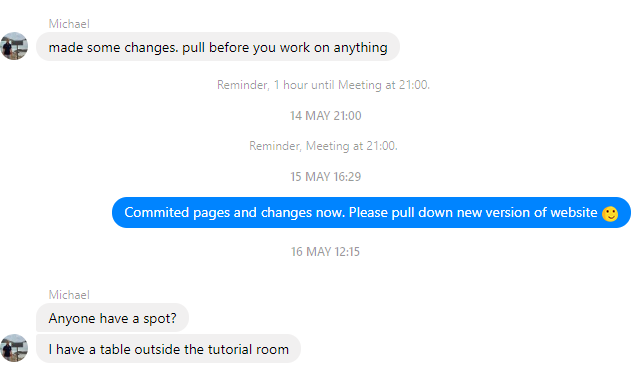 Michael
made some changes. pull before you work on anything
Reminder, 1 hour until Meeting at 21:00.
14 MAY 21:00
Reminder, Meeting at 21:00.
15 MAY 16:29
Commited pages and changes now. Please pull down new version of website 🙂
16 MAY 12:15
Michael
Anyone have a spot?
I have a table outside the tutorial room